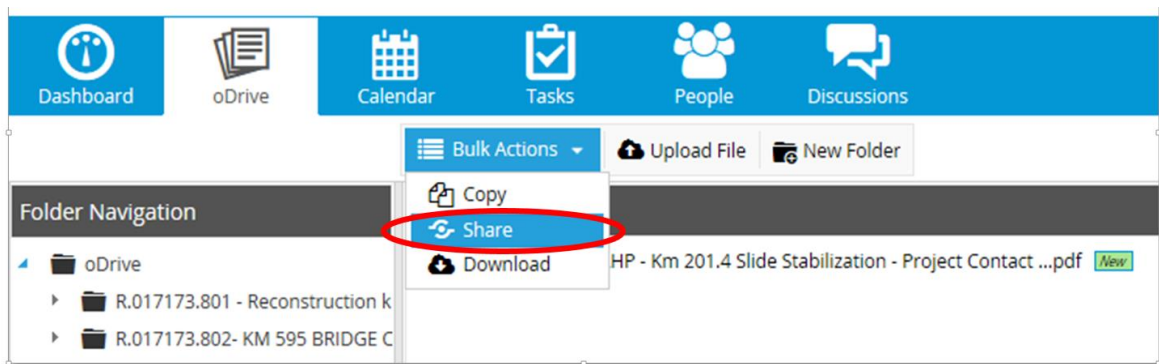 Dashboard
oDrive
Calendar
Tasks
People
Discussions
Bulk Actions
Upload File
New Folder
Copy
Folder Navigation
Share
oDrive
Download
HP - Km 201.4 Slide Stabilization - Project Contact ...pdf New
R.017173.801 - Reconstruction k
R.017173.802- KM 595 BRIDGE C